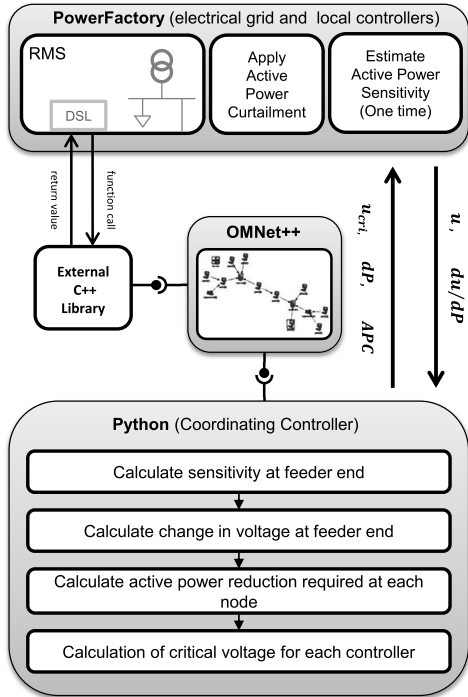 PowerFactory (electrical grid and local controllers)
RMS
DSL
Apply
Active
Power
Curtailment
Estimate
Active Power
Sensitivity
(One time)
return value
function call
External
C++
Library
OMNet++
u_cri, dP, APC
u, du/dP
Python (Coordinating Controller)
Calculate sensitivity at feeder end
Calculate change in voltage at feeder end
Calculate active power reduction required at each
node
Calculation of critical voltage for each controller